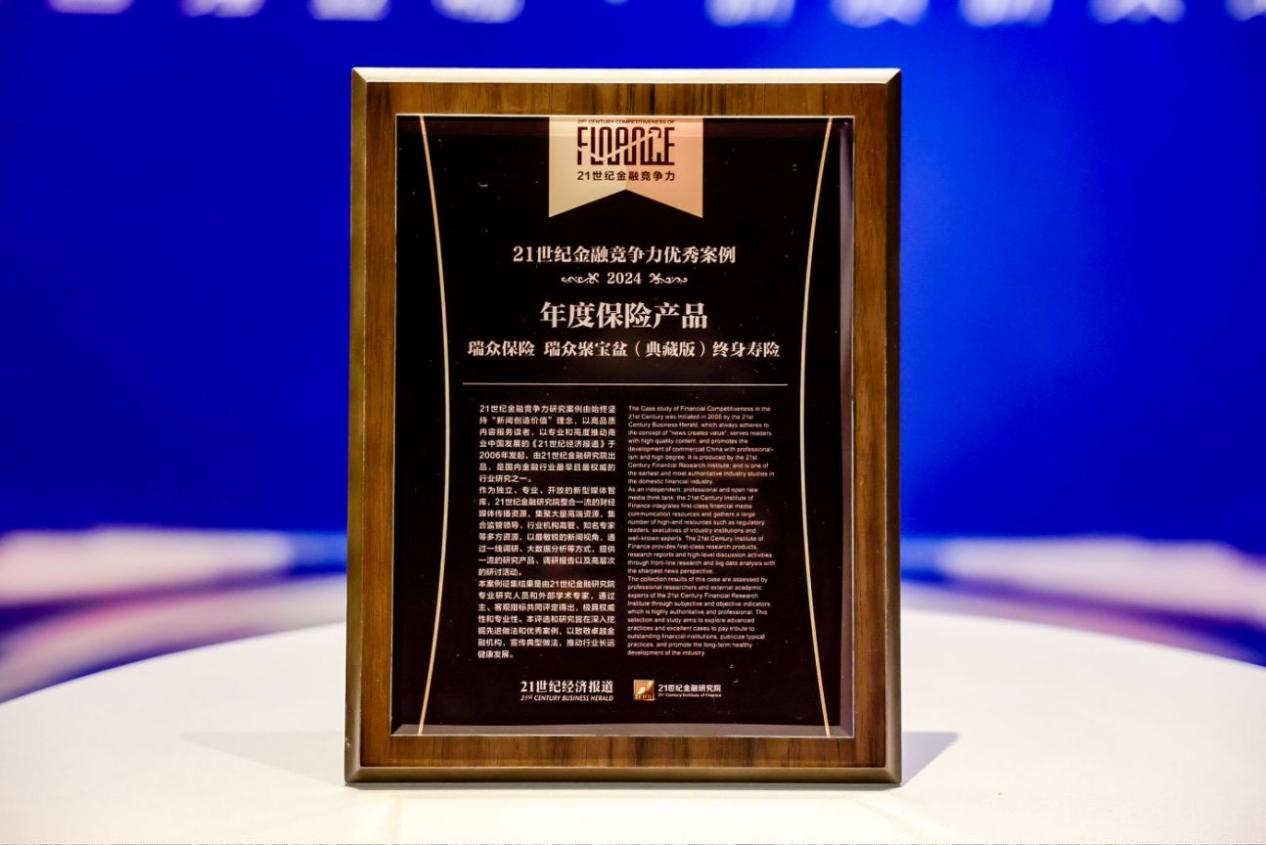 21ST CENTURY COMPETITIVENESS OF
FINANCE
21世纪金融竞争力
21世纪金融竞争力优秀案例
2024
年度保险产品
瑞众保险 瑞众聚宝盆（典藏版）终身寿险
21世纪金融竞争力研究案例由始终坚
持“新闻创造价值”理念，以高品质
内容服务读者，以专业和高度推动商
业中国发展的《21世纪经济报道》于
2006年发起，由21世纪金融研究院出
品，是国内金融行业最早且最权威的
行业研究之一。
作为独立、专业、开放的新型媒体智
库，21世纪金融研究院整合一流的财经
媒体传播资源，集聚大量高端资源，集
合监管领导、行业机构高管、知名专家
等多方资源，以最敏锐的新闻视角，通
过一线调研、大数据分析等方式，提供
一流的研究产品、调研报告以及高层次
的研讨活动。
本案例征集结果是由21世纪金融研究院
专业研究人员和外部学术专家，通过
主、客观指标共同评定得出，极具权威
性和专业性。本评选和研究旨在深入挖
掘先进做法和优秀案例，以致敬卓越金
融机构，宣传典型做法，推动行业长远
健康发展。
The Case study of Financial Competitiveness in the
21st Century was initiated in 2006 by the 21st
Century Business Herald, which always adheres to
the concept of "news creates value", serves readers
with high-quality content, and promotes the
development of commercial China with professional-
ism and high degree. It is produced by the 21st
Century Financial Research Institute, and is one of
the earliest and most authoritative industry studies in
the domestic financial industry.
As an independent, professional and open new
media think tank, the 21st Century Institute of
Finance integrates first-class financial media
communication resources and gathers a large
number of high-end resources such as regulatory
leaders, executives of industry institutions and
well-known experts. The 21st Century Institute of
Finance provides first-class research products,
research reports and high-level discussion activities
through front-line research and big data analysis with
the sharpest news perspective.
The collection results of this case are assessed by
professional researchers and external academic
experts of the 21st Century Financial Research
Institute through subjective and objective indicators,
which is highly authoritative and professional. This
selection and study aims to explore advanced
practices and excellent cases to pay tribute to
outstanding financial institutions, publicize typical
practices, and promote the long-term healthy
development of the industry.
21世纪经济报道
21ST CENTURY BUSINESS HERALD
21世纪金融研究院
21st Century Institute of Finance